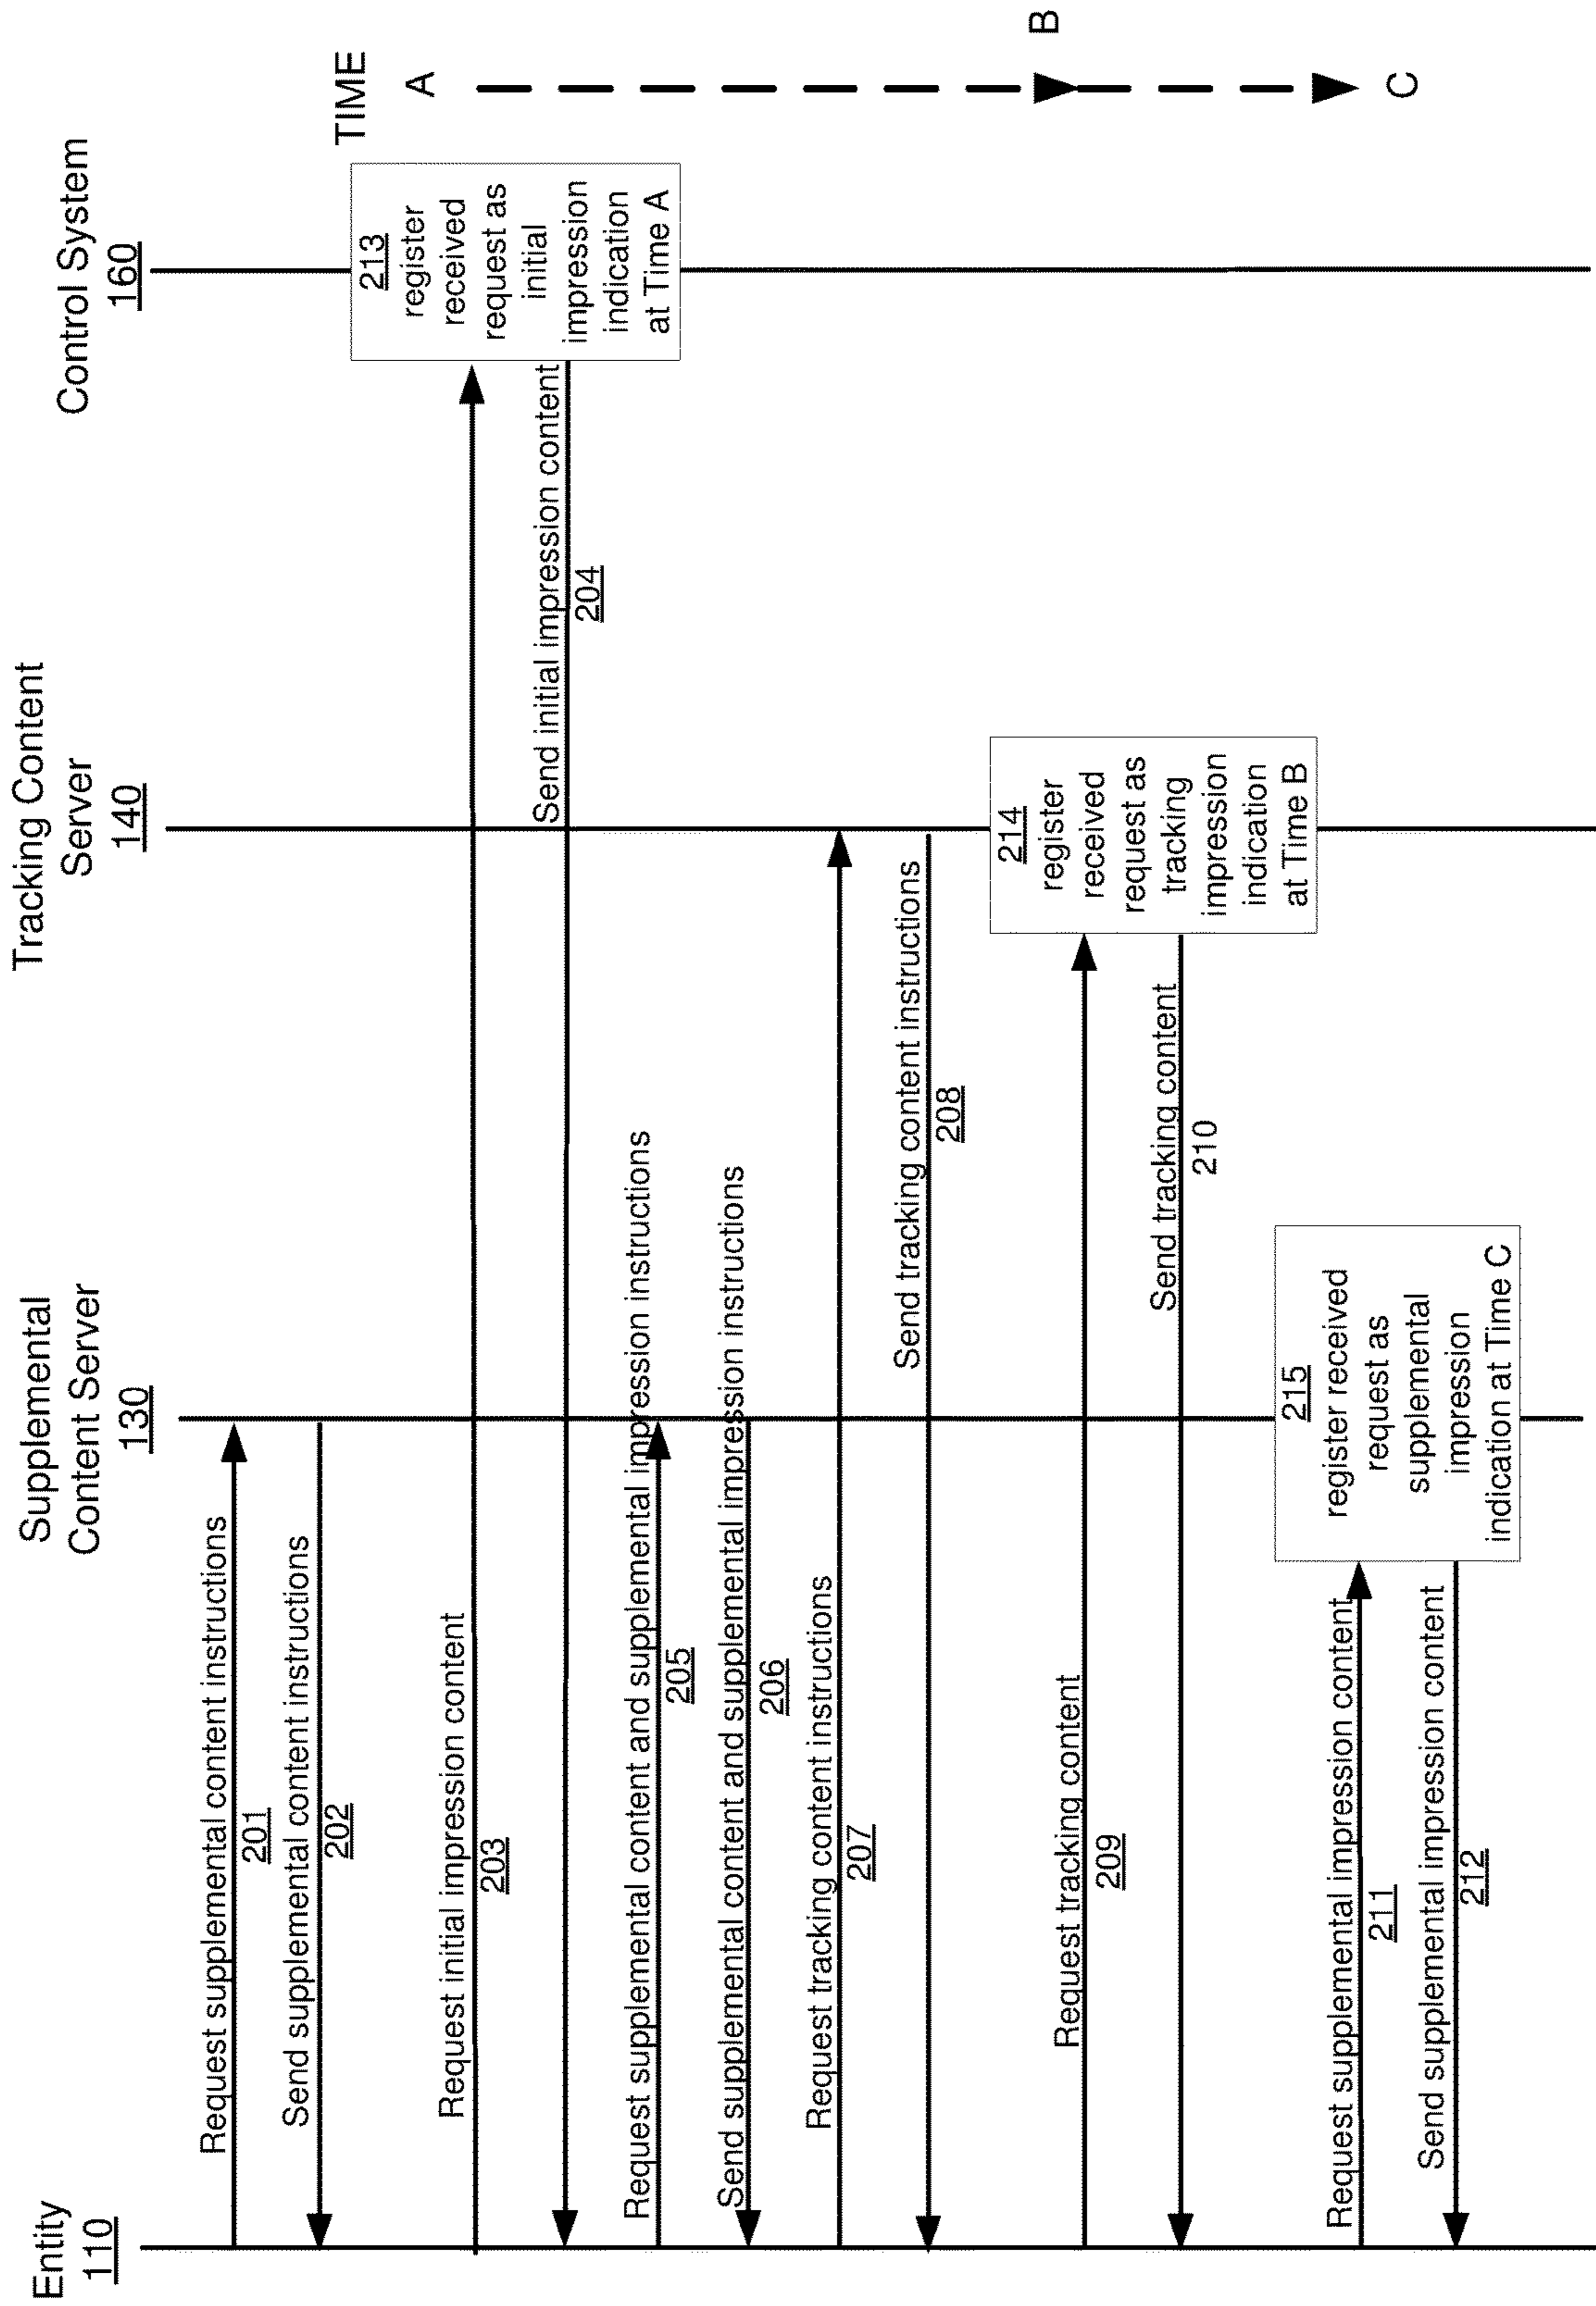 Entity
110
Supplemental
Content Server
130
Tracking Content
Server
140
Control System
160
TIME
A
B
C
Request supplemental content instructions
201
Send supplemental content instructions
202
Request initial impression content
203
213
register
received
request as
initial
impression
indication
at Time A
Send initial impression content
204
Request supplemental content and supplemental impression instructions
205
Send supplemental content and supplemental impression instructions
206
Request tracking content instructions
207
Send tracking content instructions
208
Request tracking content
209
214
register
received
request as
tracking
impression
indication
at Time B
Send tracking content
210
Request supplemental impression content
211
215
register received
request as
supplemental
impression
indication at Time C
Send supplemental impression content
212